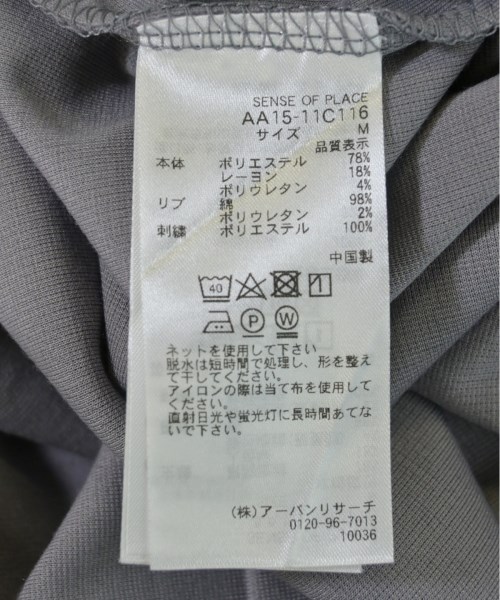 SENSE OF PLACE
AA15-11C116
サイズ M
品質表示
本体 ポリエステル 78%
レーヨン 18%
ポリウレタン 4%
リブ 綿 98%
ポリウレタン 2%
刺繍 ポリエステル 100%
中国製
40
P W
ネットを使用して下さい
脱水は短時間で処理し、形を整え
て干してください。
アイロンの際は当て布を使用して
ください。
直射日光や蛍光灯に長時間あてな
いで下さい。
(株)アーバンリサーチ
0120-96-7013
10036